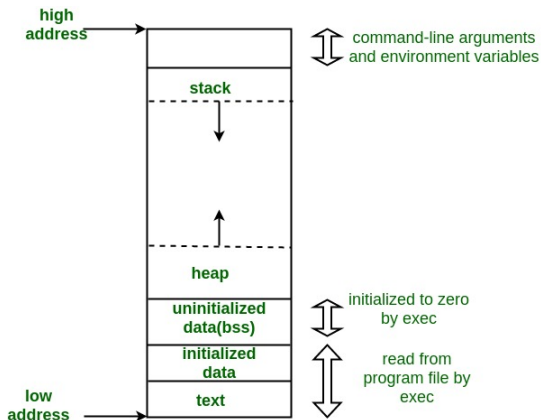 high
address
command-line arguments
and environment variables
stack
heap
uninitialized
data(bss)
initialized to zero
by exec
initialized
data
read from
program file by
exec
text
low
address